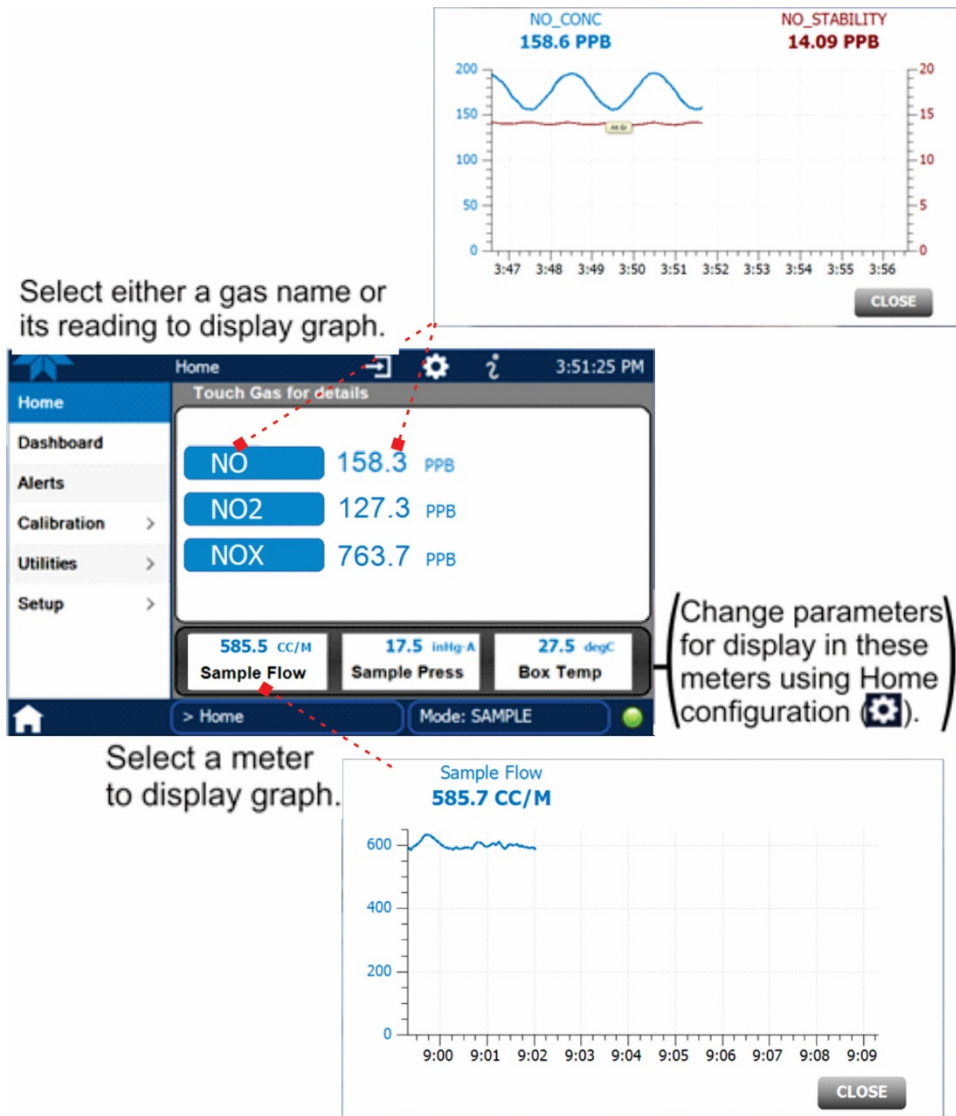 NO_CONC
158.6 PPB
NO_STABILITY
14.09 PPB
200
150
100
50
0
20
15
10
5
0
3:47 3:48 3:49 3:50 3:51 3:52 3:53 3:54 3:55 3:56
CLOSE
Select either a gas name or
its reading to display graph.
Home
3:51:25 PM
Touch Gas for details
Home
Dashboard
Alerts
Calibration >
Utilities >
Setup >
NO 158.3 PPB
NO2 127.3 PPB
NOX 763.7 PPB
585.5 CC/M
Sample Flow
17.5 inHg-A
Sample Press
27.5 degC
Box Temp
> Home
Mode: SAMPLE
Change parameters
for display in these
meters using Home
configuration ( ).
Select a meter
to display graph.
Sample Flow
585.7 CC/M
600
400
200
0
9:00 9:01 9:02 9:03 9:04 9:05 9:06 9:07 9:08 9:09
CLOSE